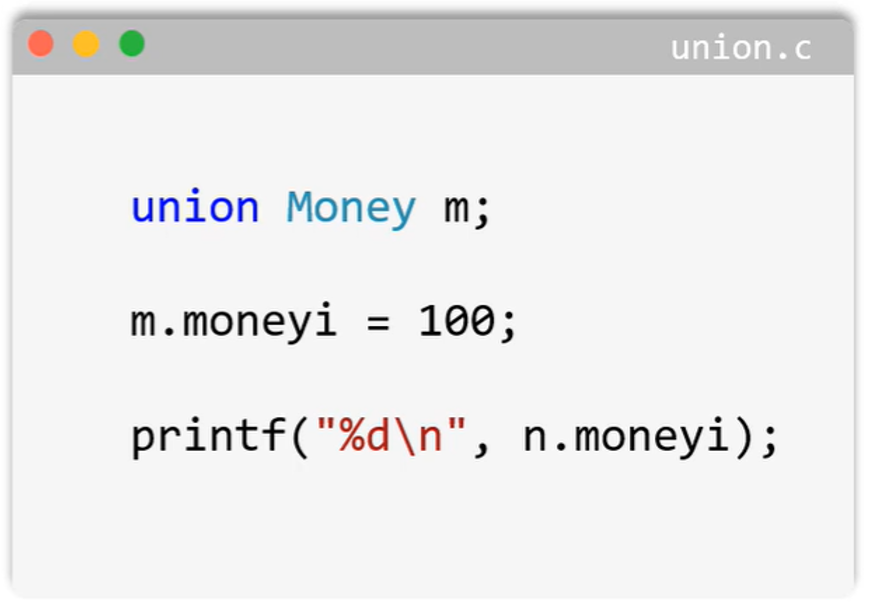 union.c
union Money m;
m.moneyi = 100;
printf("%d\n", n.moneyi);